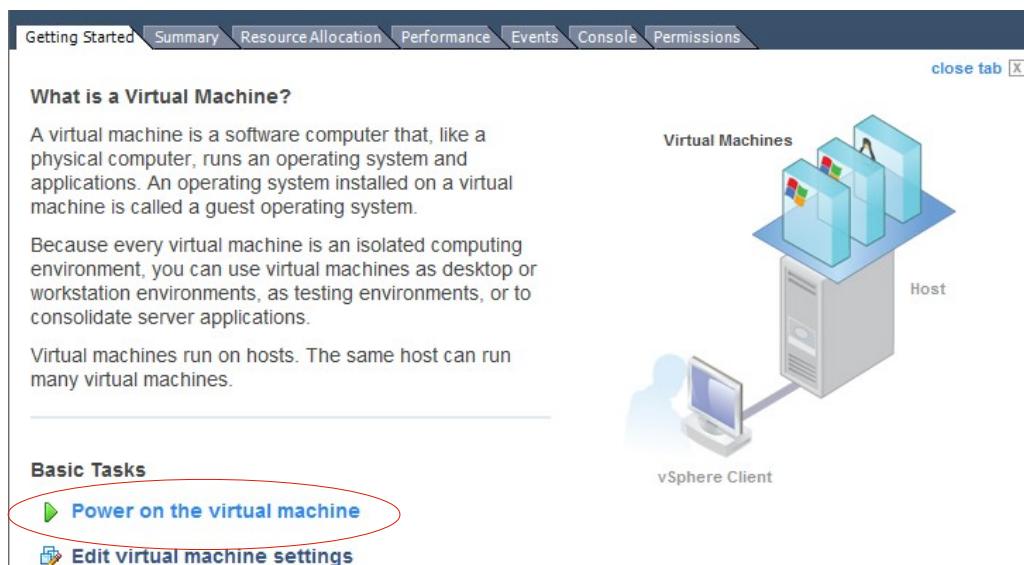 Getting Started Summary Resource Allocation Performance Events Console Permissions
close tab X
What is a Virtual Machine?
A virtual machine is a software computer that, like a
physical computer, runs an operating system and
applications. An operating system installed on a virtual
machine is called a guest operating system.
Because every virtual machine is an isolated computing
environment, you can use virtual machines as desktop or
workstation environments, as testing environments, or to
consolidate server applications.
Virtual machines run on hosts. The same host can run
many virtual machines.
Virtual Machines
Host
vSphere Client
Basic Tasks
Power on the virtual machine
Edit virtual machine settings